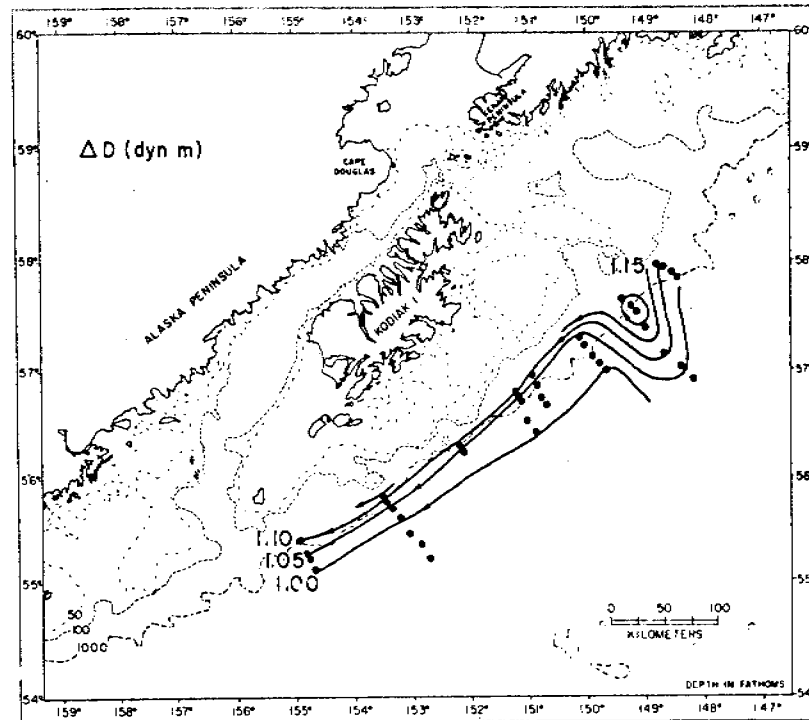 159° 158° 157° 156° 155° 154° 153° 152° 151° 150° 149° 148° 147°
60° 60°
KENAI PENINSULA
ΔD (dyn m)
59° 59°
CAPE DOUGLAS
58° 1.15 58°
ALASKA PENINSULA
KODIAK I
57° 57°
56° 56°
1.10
1.05
1.00
55° 55°
50
100
1000
0 50 100
KILOMETERS
DEPTH IN FATHOMS
54° 54°
159° 158° 157° 156° 155° 154° 153° 152° 151° 150° 149° 148° 147°